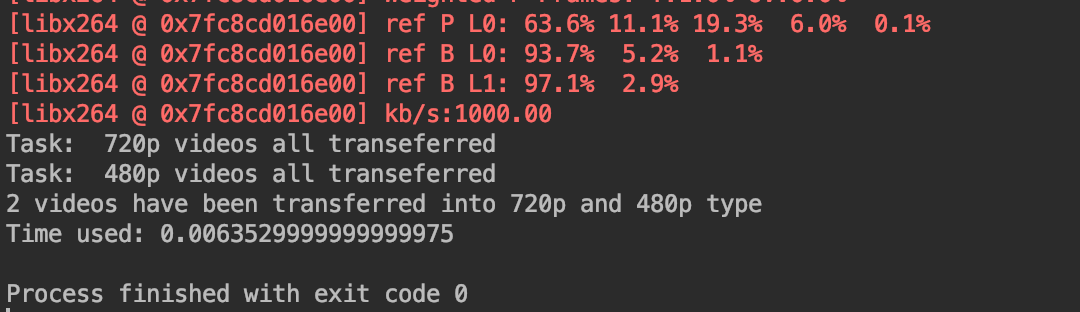 [libx264 @ 0x7fc8cd016e00] ref P L0: 63.6% 11.1% 19.3%  6.0%  0.1%
[libx264 @ 0x7fc8cd016e00] ref B L0: 93.7%  5.2%  1.1%
[libx264 @ 0x7fc8cd016e00] ref B L1: 97.1%  2.9%
[libx264 @ 0x7fc8cd016e00] kb/s:1000.00
Task:  720p videos all transeferred
Task:  480p videos all transeferred
2 videos have been transferred into 720p and 480p type
Time used: 0.0063529999999999975
Process finished with exit code 0